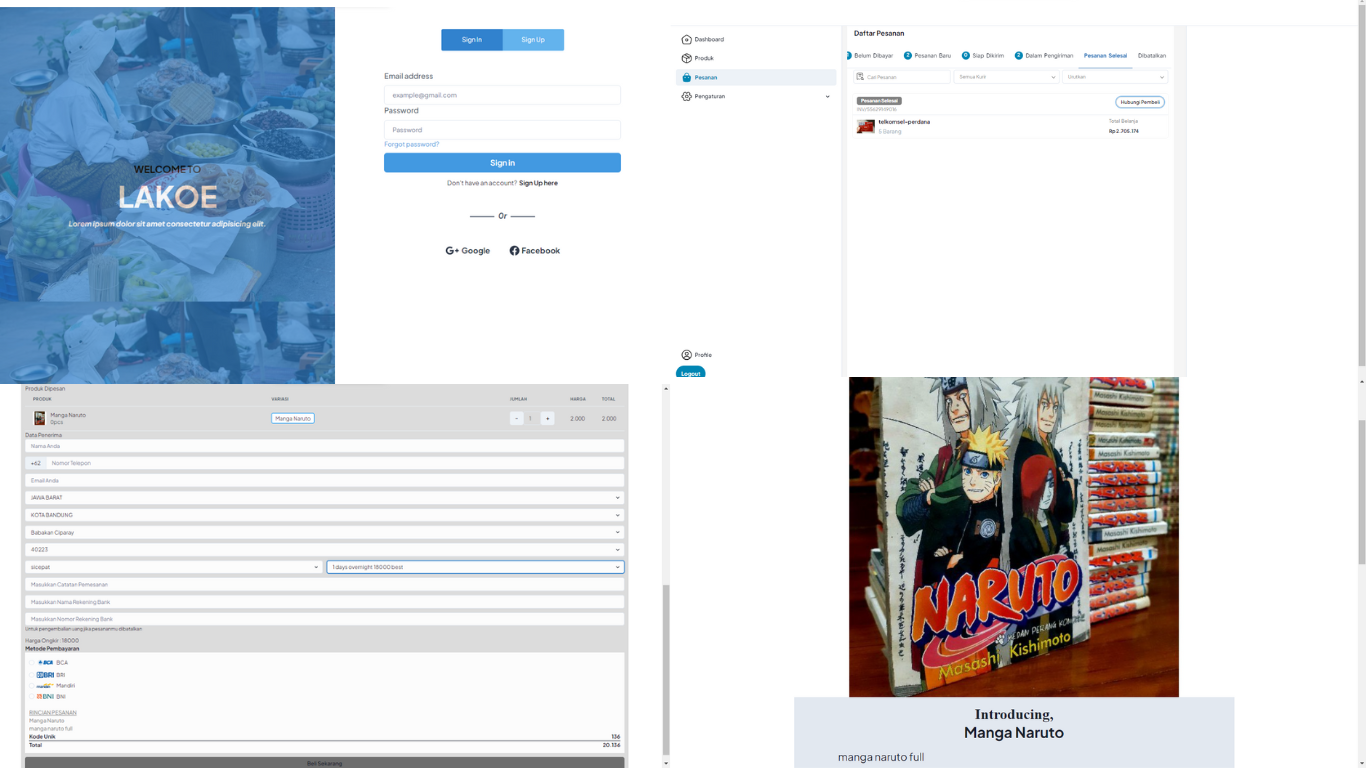 Sign In
Sign Up
Email address
example@gmail.com
Password
Password
Forgot password?
Sign In
Don't have an account? Sign Up here
Or
G+ Google
Facebook
WELCOME TO
LAKOE
Lorem ipsum dolor sit amet consectetur adipisicing elit.
Dashboard
Produk
Pesanan
Pengaturan
Profile
Logout
Daftar Pesanan
Belum Dibayar
2 Pesanan Baru
0 Siap Dikirim
2 Dalam Pengiriman
Pesanan Selesai
Dibatalkan
Cari Pesanan
Semua Kurir
Urutkan
Pesanan Selesai
Hubungi Pembeli
telkomsel-perdana
5 Barang
Total Belanja
Rp 2.705.174
Produk Dipesan
PRODUK
VARIASI
JUMLAH
HARGA
TOTAL
Manga Naruto
0pcs
Manga Naruto
- 1 +
2.000
2.000
Data Penerima
Nama Anda
+62 Nomor Telepon
Email Anda
JAWA BARAT
KOTA BANDUNG
Babakan Ciparay
40223
sicepat
1 days overnight 18000 best
Masukkan Catatan Pemesanan
Masukkan Nama Rekening Bank
Masukkan Nomor Rekening Bank
Untuk pengembalian uang jika pesananmu dibatalkan
Harga Ongkir : 18000
Metode Pembayaran
BCA BCA
BRI BRI
Mandiri
BNI BNI
RINCIAN PESANAN
Manga Naruto
manga naruto full
Kode Unik 136
Total 20.136
Beli Sekarang
NARUTO
MEDAN PERANG KONOHA
Masashi Kishimoto
Masashi Kishimoto
Introducing,
Manga Naruto
manga naruto full